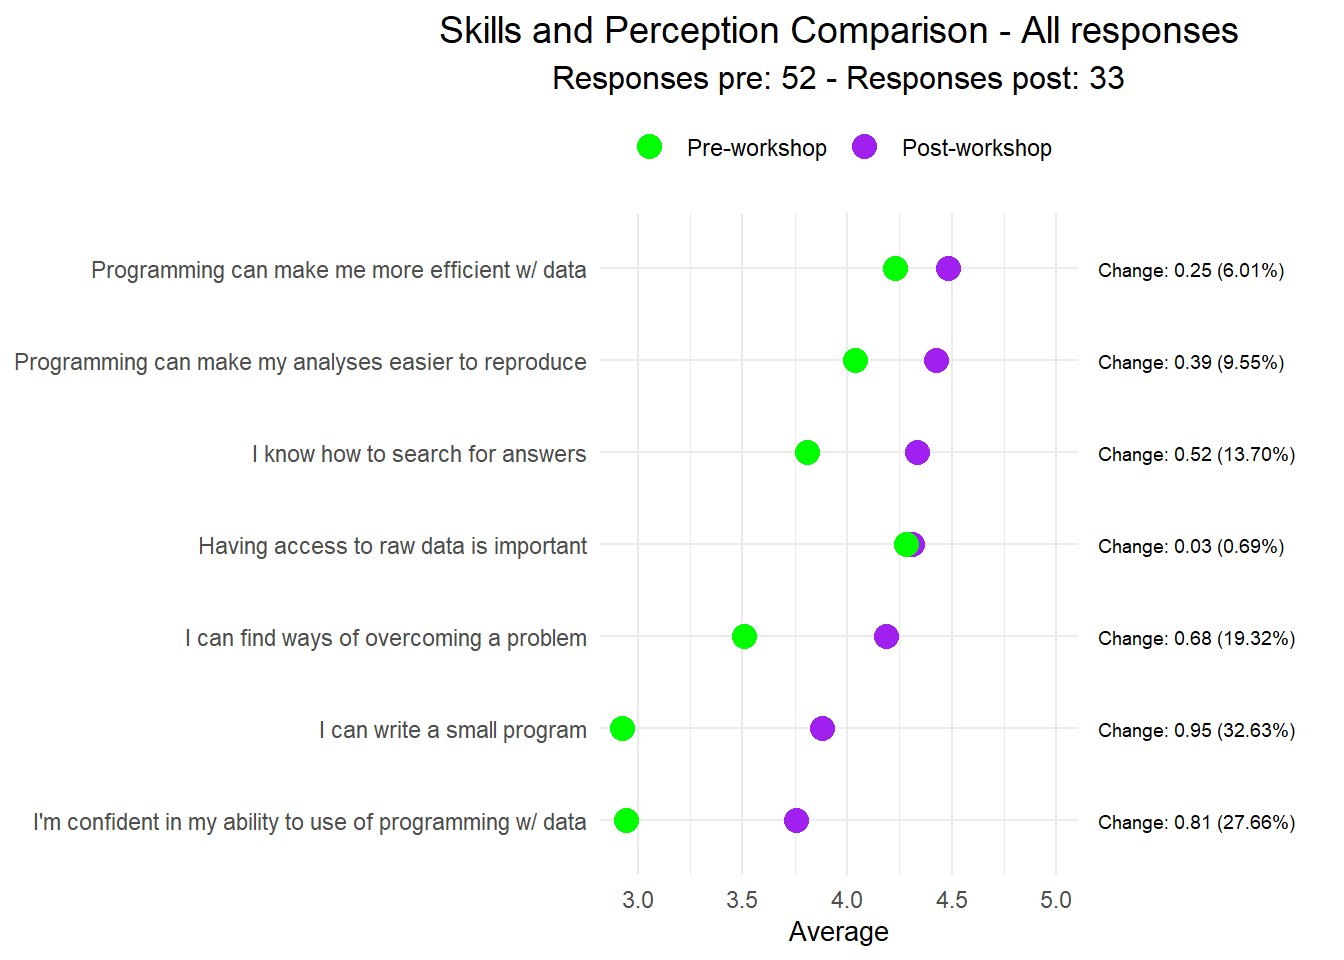 Skills and Perception Comparison - All responses
Responses pre: 52 - Responses post: 33
Pre-workshop Post-workshop
Programming can make me more efficient w/ data Change: 0.25 (6.01%)
Programming can make my analyses easier to reproduce Change: 0.39 (9.55%)
I know how to search for answers Change: 0.52 (13.70%)
Having access to raw data is important Change: 0.03 (0.69%)
I can find ways of overcoming a problem Change: 0.68 (19.32%)
I can write a small program Change: 0.95 (32.63%)
I'm confident in my ability to use of programming w/ data Change: 0.81 (27.66%)
3.0 3.5 4.0 4.5 5.0
Average